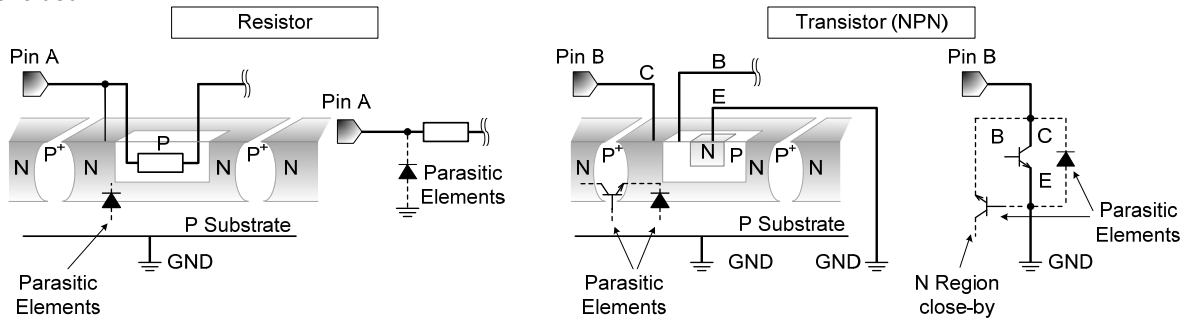 Resistor
Transistor (NPN)
Pin A
Pin B
C
B
E
Pin B
Pin A
N
P+
N
P
P+
N
Parasitic
Elements
P Substrate
GND
Parasitic
Elements
N
P+
N
N
P
P+
N
P Substrate
GND
GND
Parasitic
Elements
B
C
E
Parasitic
Elements
GND
N Region
close-by